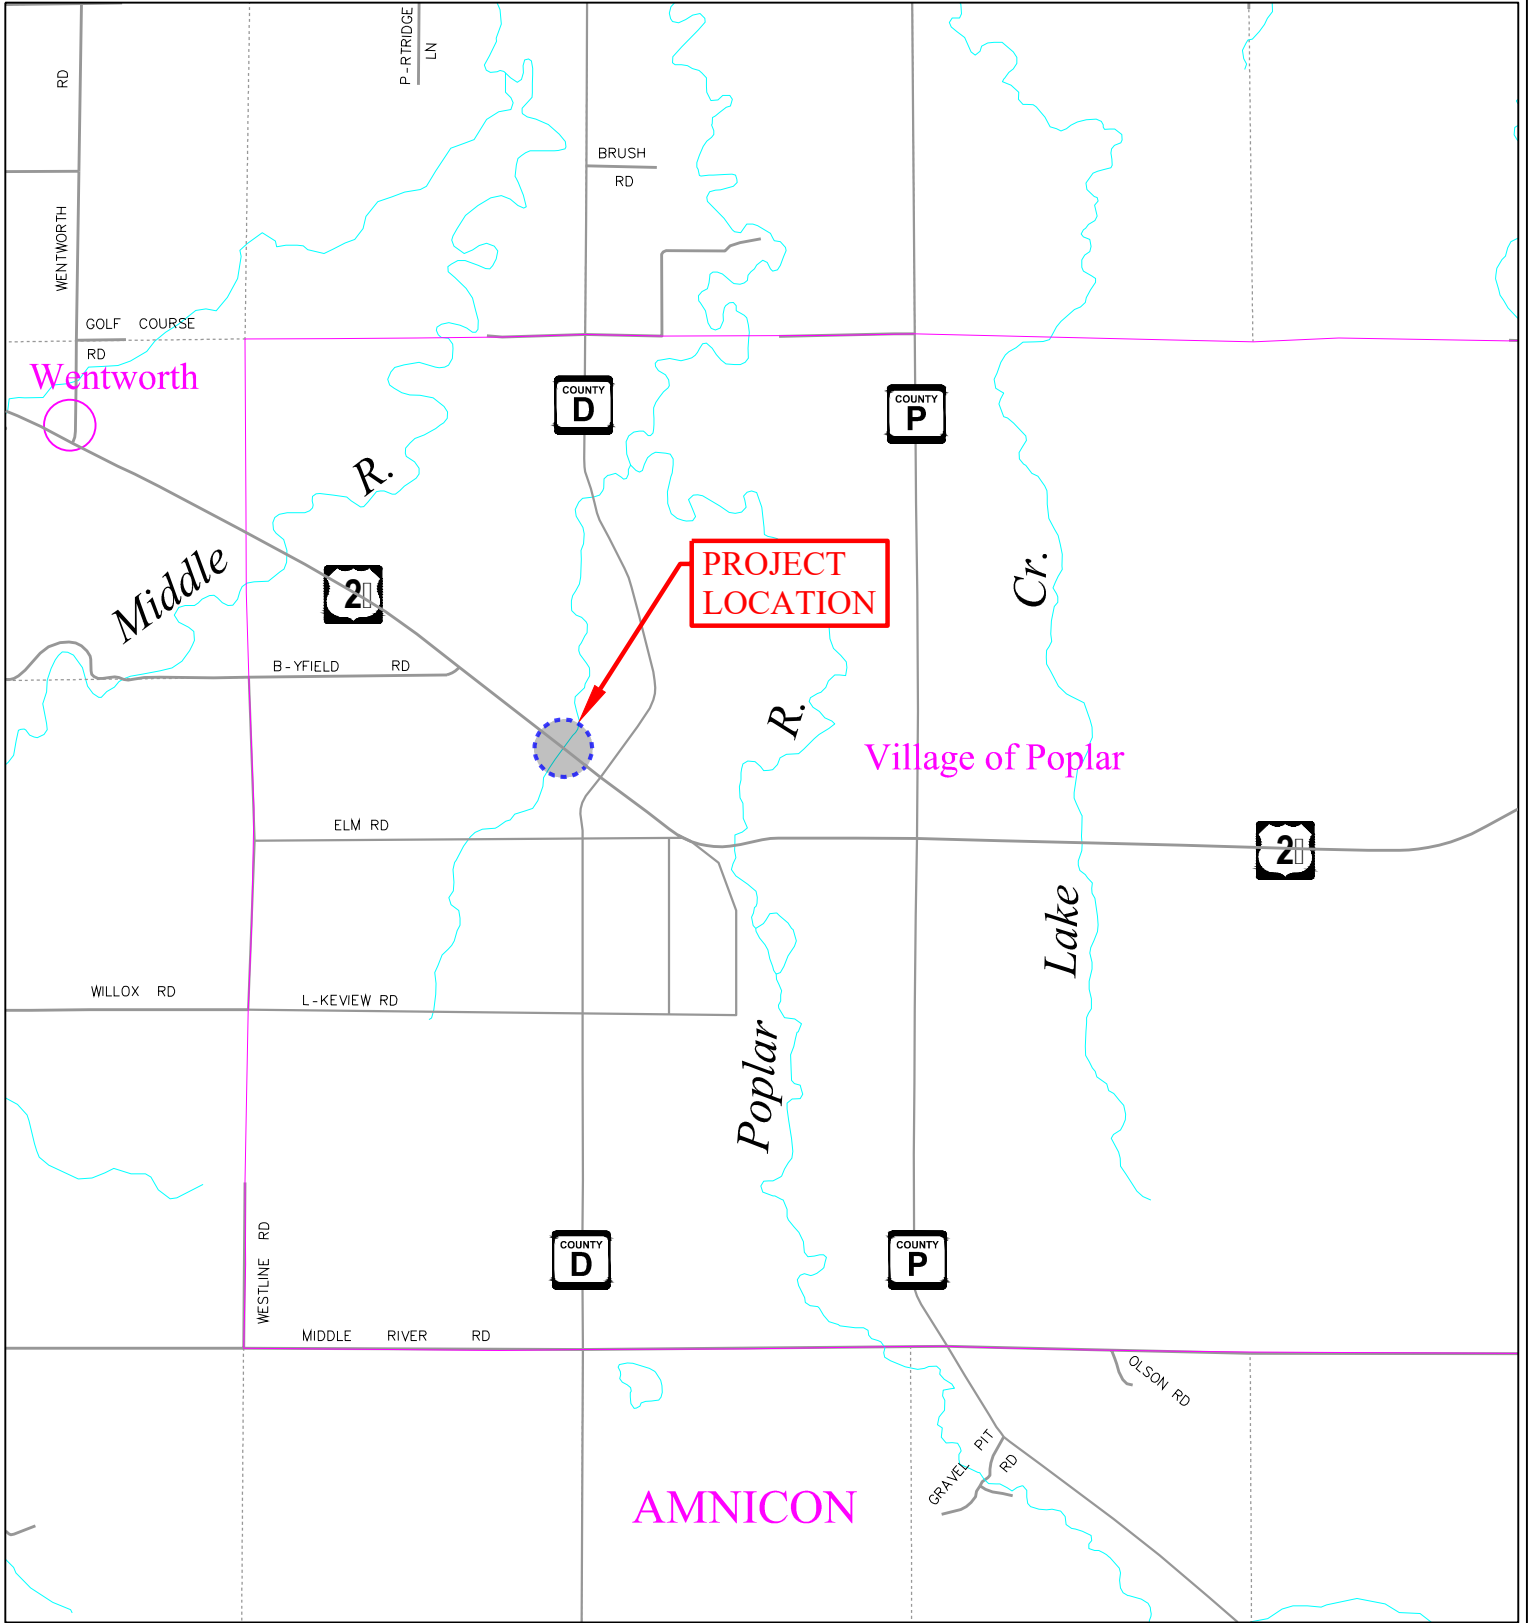 P-RTRIDGE
LN
RD
BRUSH
RD
WENTWORTH
GOLF COURSE
RD
Wentworth
COUNTY
D
COUNTY
P
R.
Middle
2
PROJECT
LOCATION
Cr.
B-YFIELD RD
R.
Village of Poplar
ELM RD
2
Lake
WILLOX RD
L-KEVIEW RD
Poplar
WESTLINE RD
COUNTY
D
COUNTY
P
MIDDLE RIVER RD
OLSON RD
GRAVEL PIT
RD
AMNICON